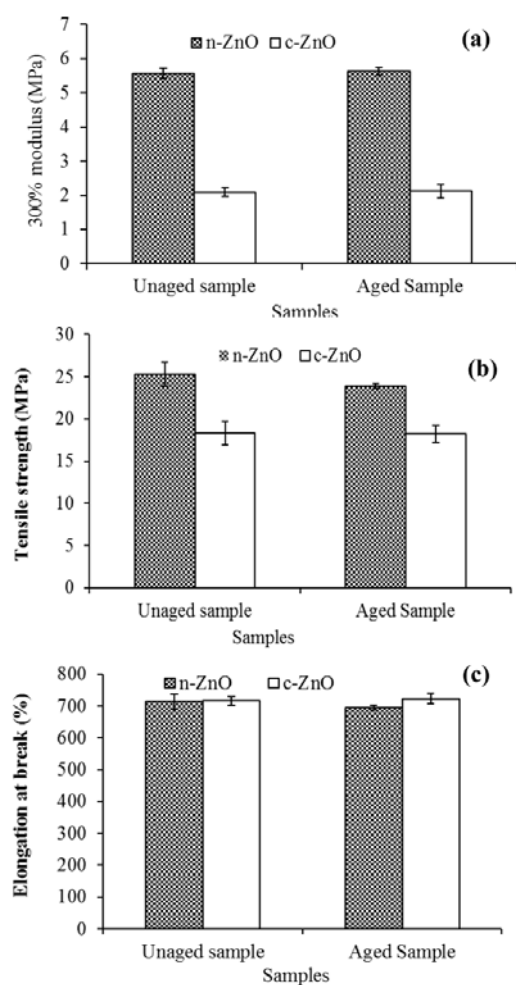 n-ZnO c-ZnO (a)
300% modulus (MPa)
7
6
5
4
3
2
1
0
Unaged sample Aged Sample
Samples
n-ZnO c-ZnO (b)
Tensile strength (MPa)
30
25
20
15
10
5
0
Unaged sample Aged Sample
Samples
n-ZnO c-ZnO (c)
Elongation at break (%)
800
700
600
500
400
300
200
100
0
Unaged sample Aged Sample
Samples